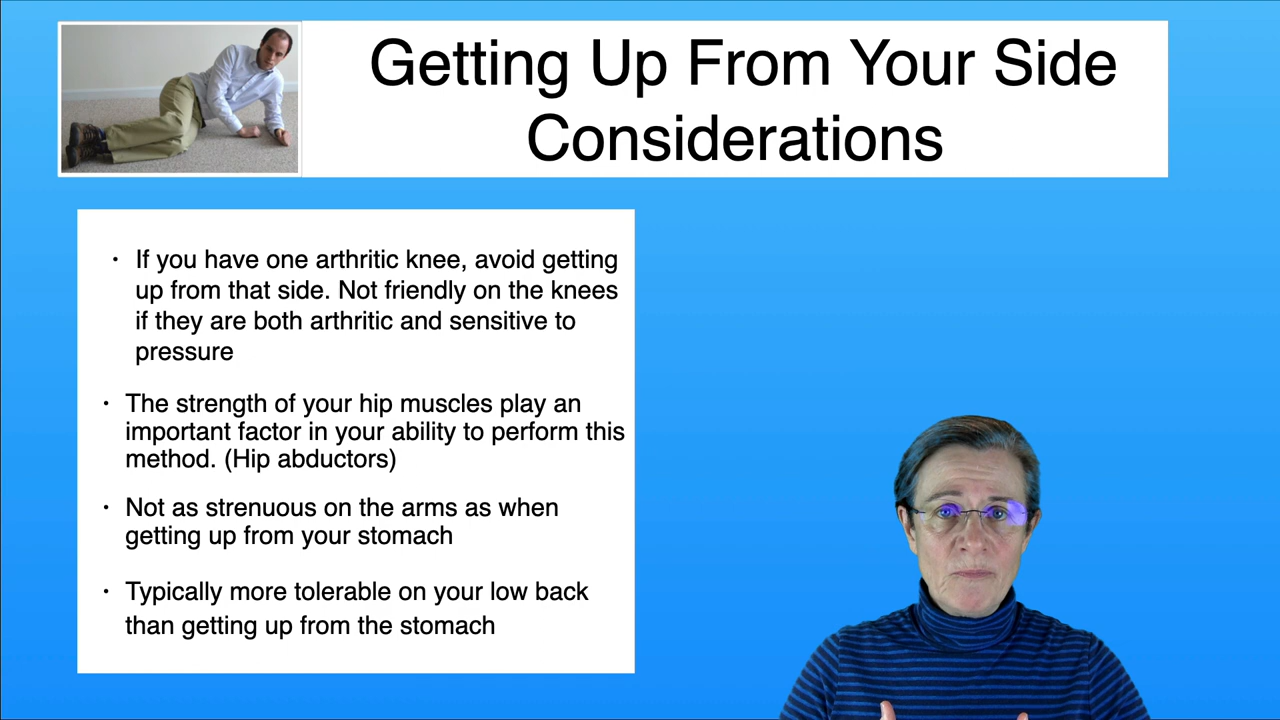 Getting Up From Your Side
Considerations
· If you have one arthritic knee, avoid getting
up from that side. Not friendly on the knees
if they are both arthritic and sensitive to
pressure
· The strength of your hip muscles play an
important factor in your ability to perform this
method. (Hip abductors)
· Not as strenuous on the arms as when
getting up from your stomach
· Typically more tolerable on your low back
than getting up from the stomach